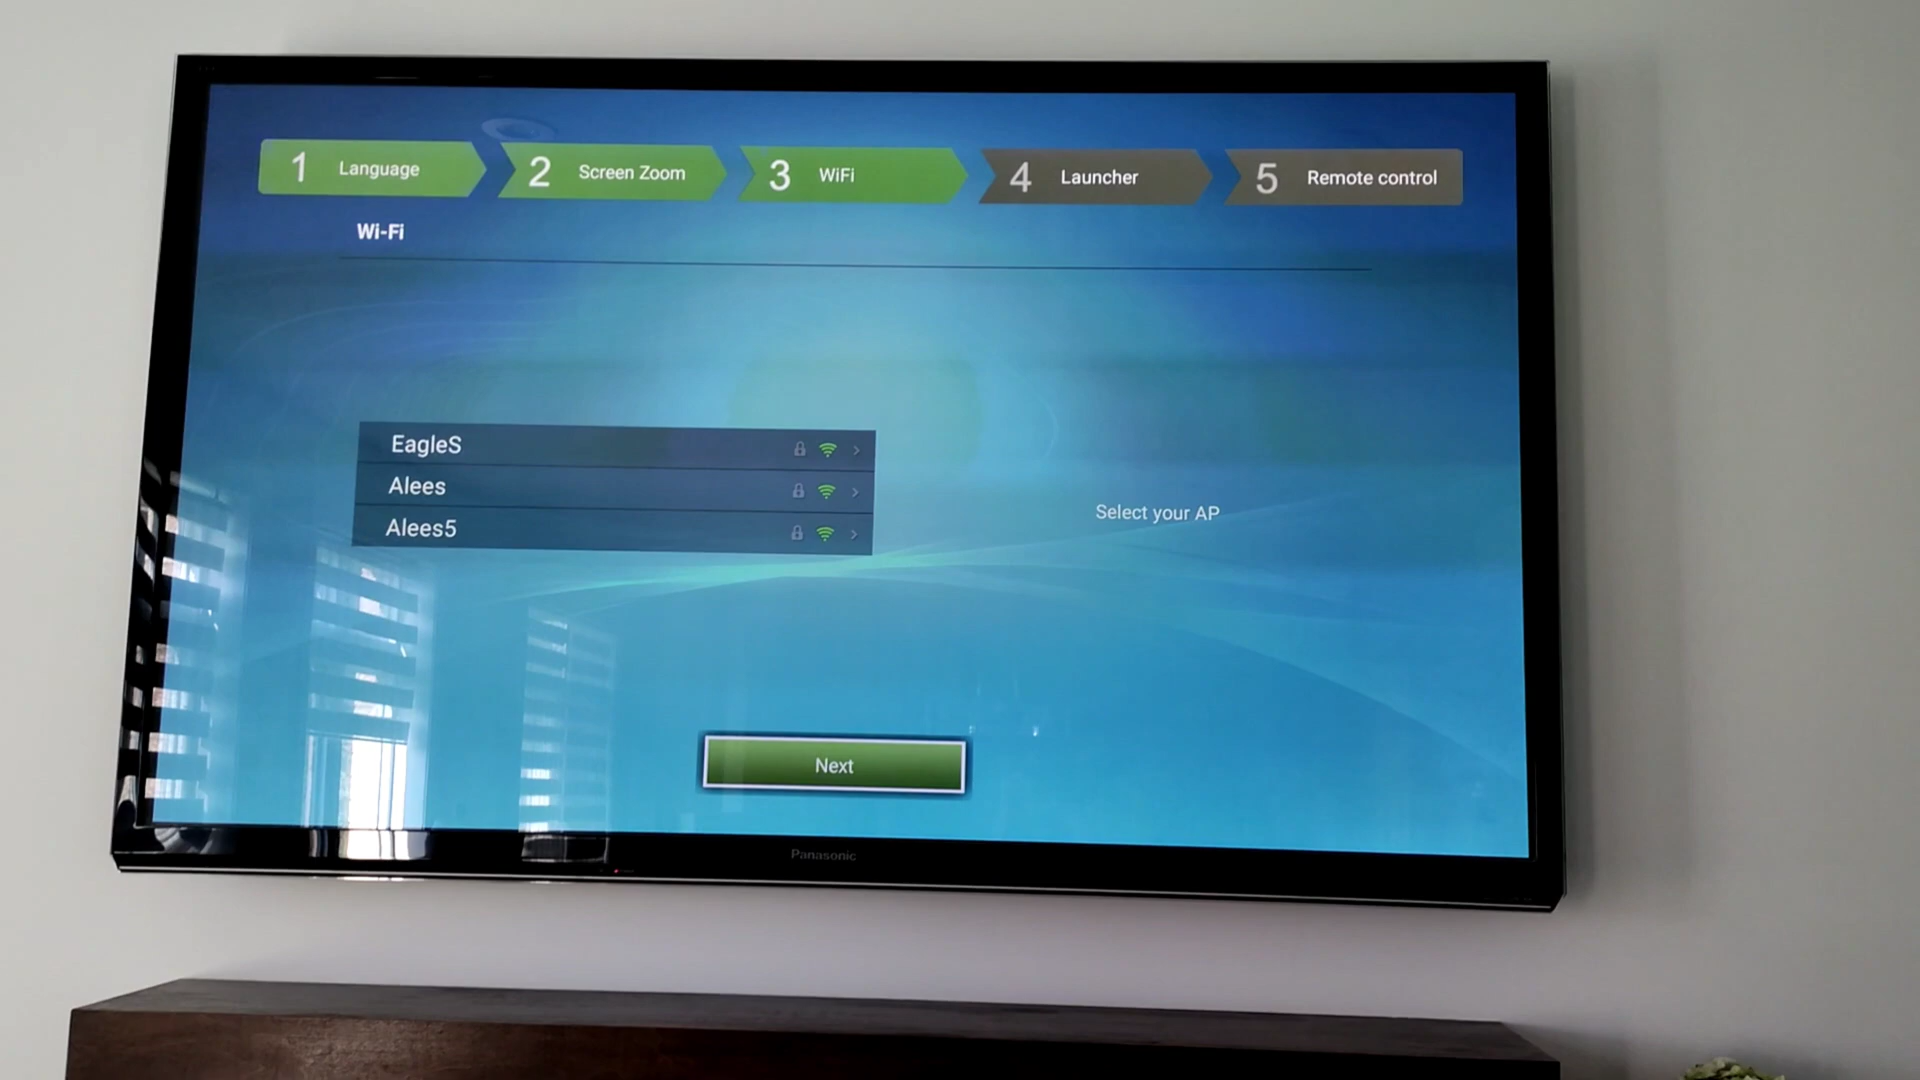 1 Language 2 Screen Zoom 3 WiFi 4 Launcher 5 Remote control
Wi-Fi
EagleS
Alees
Alees5
Select your AP
Next
Panasonic